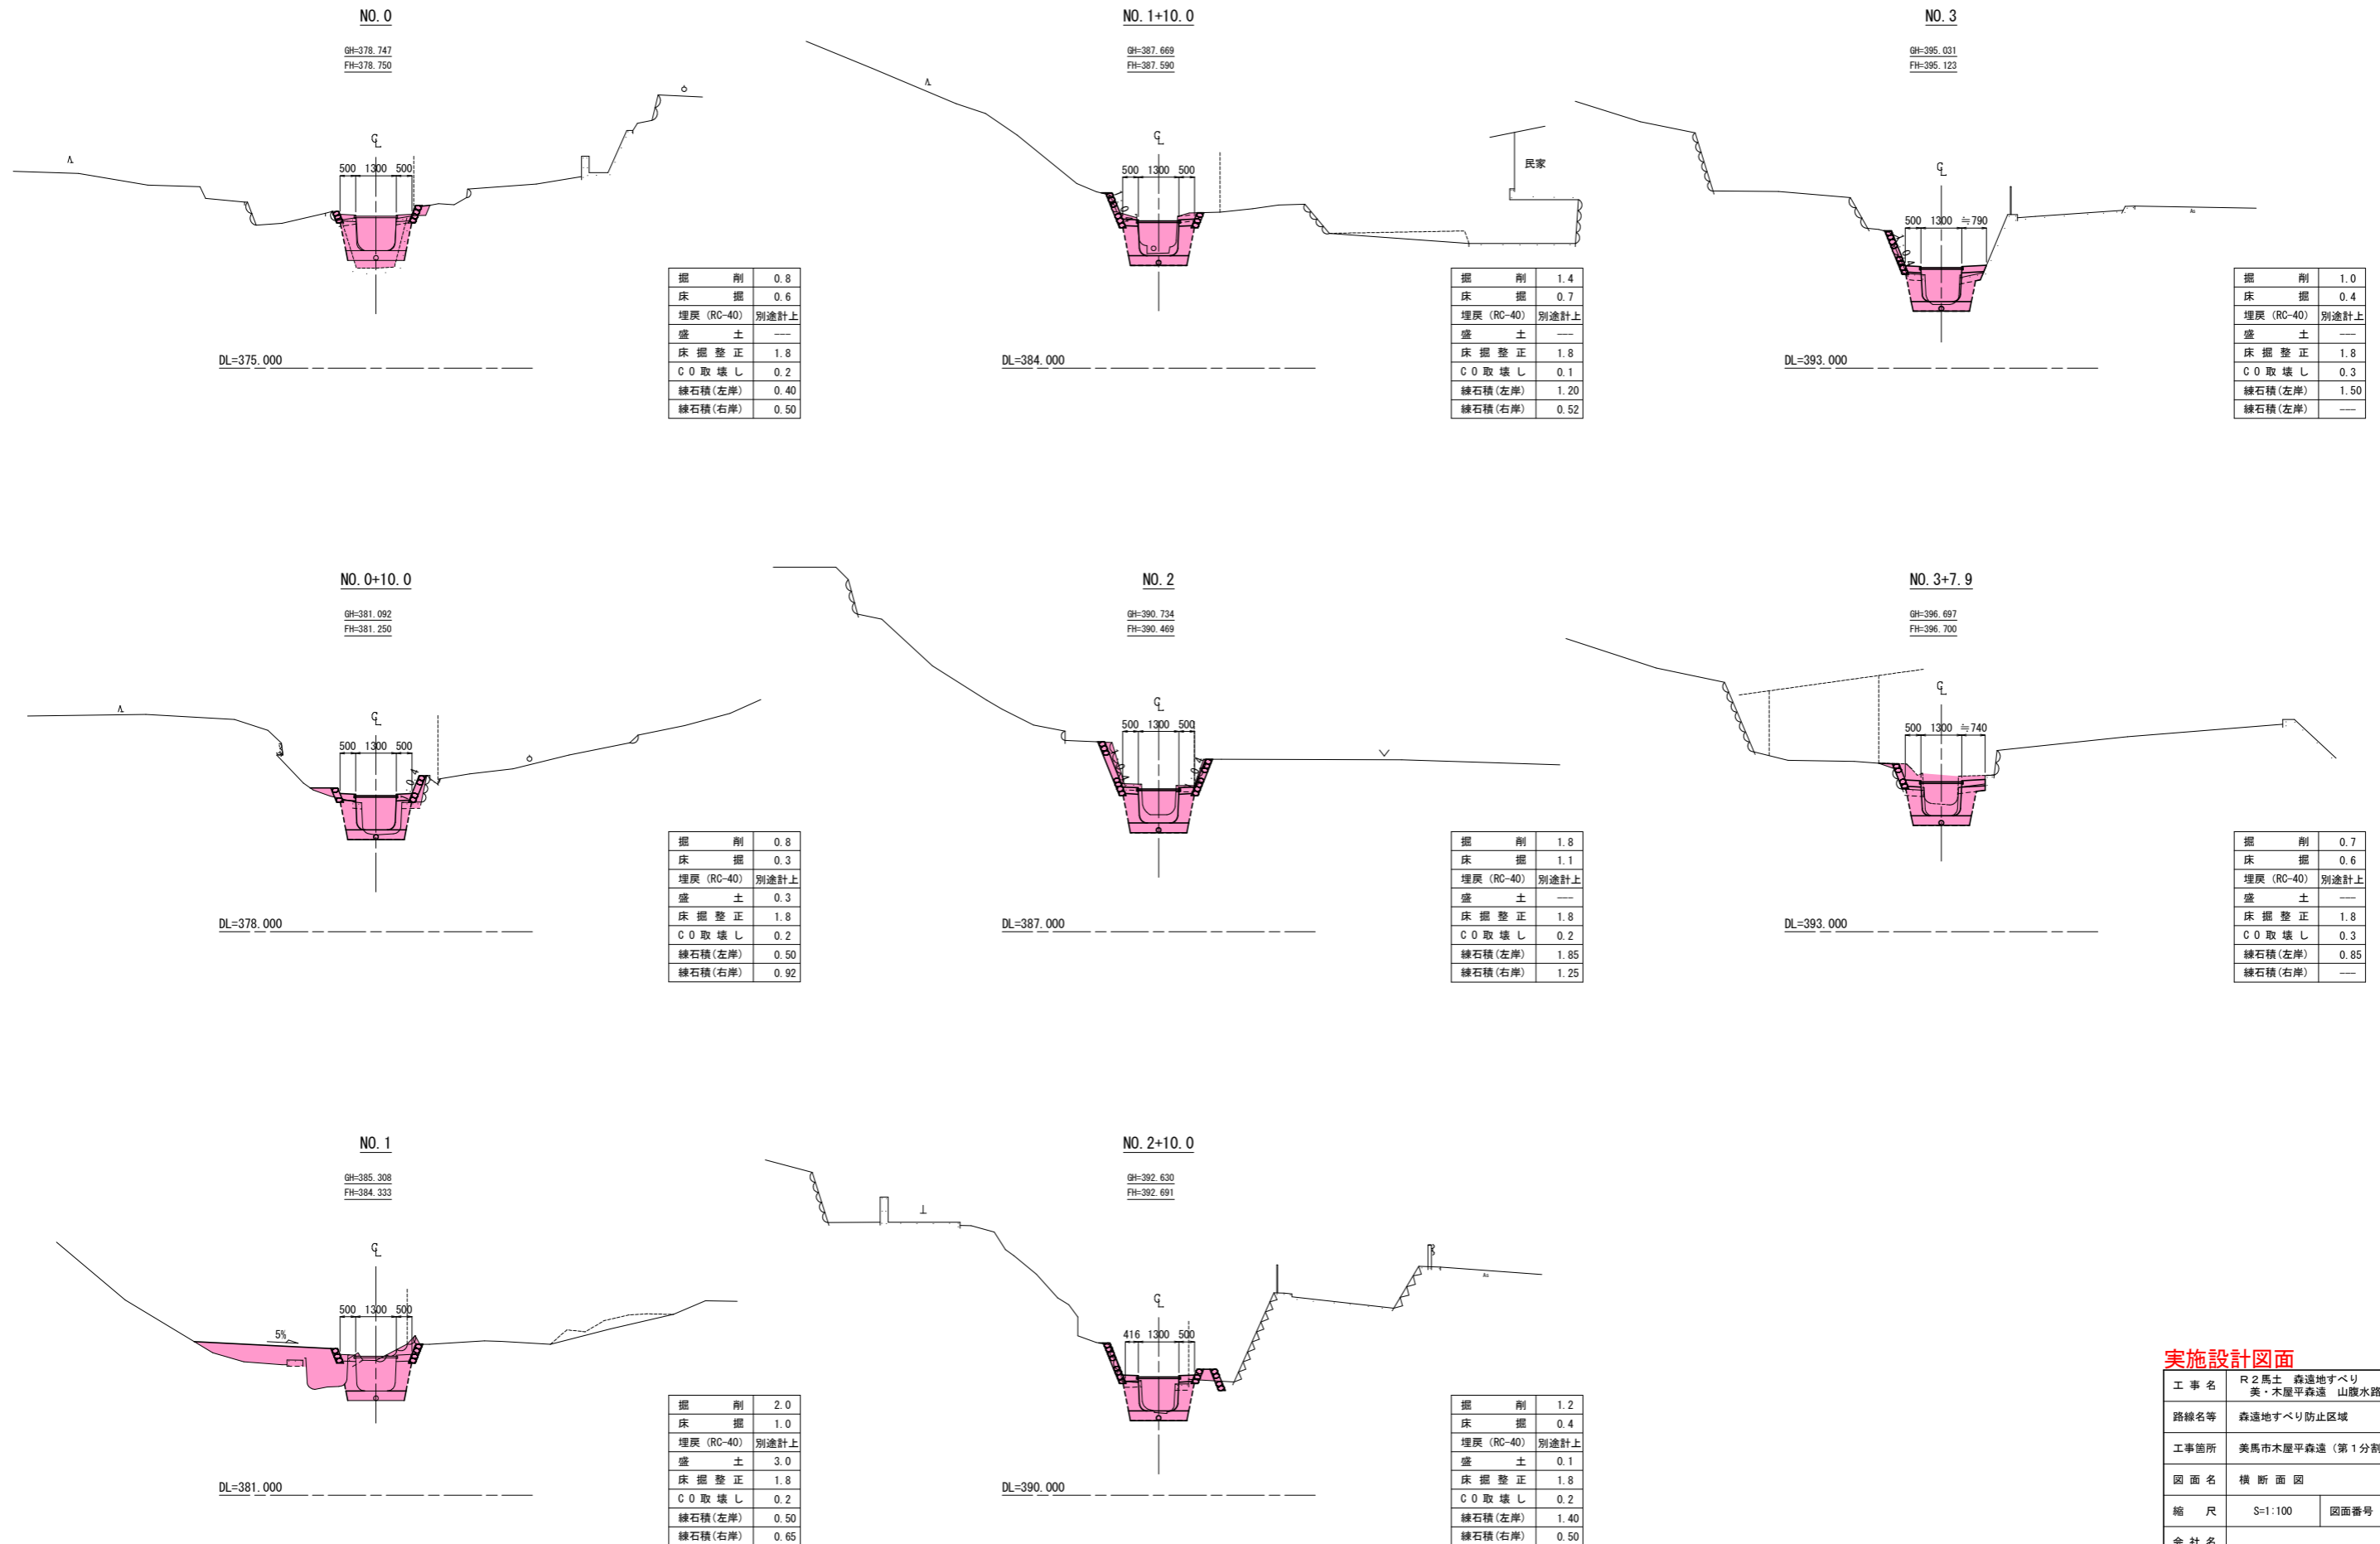 NO. 0
GH=378.747
FH=378.750
500 1300 500
掘削 0.8
床掘 0.6
埋戻 (RC-40) 別途計上
盛土 ---
床掘整正 1.8
CO取壊し 0.2
練石積(左岸) 0.40
練石積(右岸) 0.50
DL=375.000
NO. 1+10.0
GH=387.669
FH=387.590
500 1300 500
民家
掘削 1.4
床掘 0.7
埋戻 (RC-40) 別途計上
盛土 ---
床掘整正 1.8
CO取壊し 0.1
練石積(左岸) 1.20
練石積(右岸) 0.52
DL=384.000
NO. 3
GH=395.031
FH=395.123
500 1300 ≒790
掘削 1.0
床掘 0.4
埋戻 (RC-40) 別途計上
盛土 ---
床掘整正 1.8
CO取壊し 0.3
練石積(左岸) 1.50
練石積(左岸) ---
DL=393.000
NO. 0+10.0
GH=381.092
FH=381.250
500 1300 500
掘削 0.8
床掘 0.3
埋戻 (RC-40) 別途計上
盛土 0.3
床掘整正 1.8
CO取壊し 0.2
練石積(左岸) 0.50
練石積(右岸) 0.92
DL=378.000
NO. 2
GH=390.734
FH=390.469
500 1300 500
掘削 1.8
床掘 1.1
埋戻 (RC-40) 別途計上
盛土 ---
床掘整正 1.8
CO取壊し 0.2
練石積(左岸) 1.85
練石積(右岸) 1.25
DL=387.000
NO. 3+7.9
GH=396.697
FH=396.700
500 1300 ≒740
掘削 0.7
床掘 0.6
埋戻 (RC-40) 別途計上
盛土 ---
床掘整正 1.8
CO取壊し 0.3
練石積(左岸) 0.85
練石積(右岸) ---
DL=393.000
NO. 1
GH=385.308
FH=384.333
500 1300 500
5%
掘削 2.0
床掘 1.0
埋戻 (RC-40) 別途計上
盛土 3.0
床掘整正 1.8
CO取壊し 0.2
練石積(左岸) 0.50
練石積(右岸) 0.65
DL=381.000
NO. 2+10.0
GH=392.630
FH=392.691
416 1300 500
掘削 1.2
床掘 0.4
埋戻 (RC-40) 別途計上
盛土 0.1
床掘整正 1.8
CO取壊し 0.2
練石積(左岸) 1.40
練石積(右岸) 0.50
DL=390.000
実施設計図面
工事名 R2馬土 森遠地すべり
美・木屋平森遠 山腹水路
路線名等 森遠地すべり防止区域
工事箇所 美馬市木屋平森遠（第1分割
図面名 横断面図
縮尺 S=1:100 図面番号
会社名